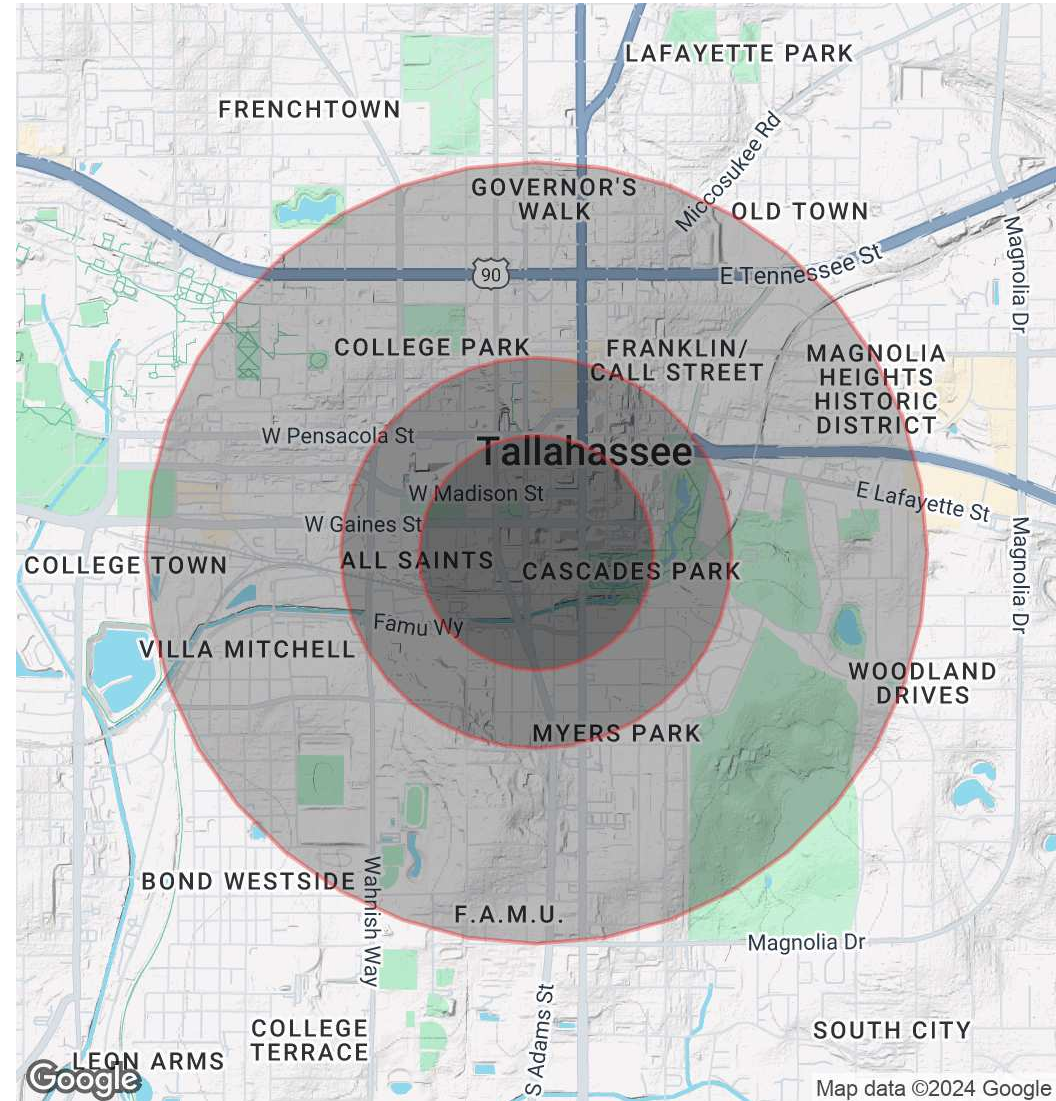 LAFAYETTE PARK
FRENCHTOWN
Miccosukee Rd
GOVERNOR'S
WALK
OLD TOWN
Magnolia Dr
90
E Tennessee St
COLLEGE PARK
FRANKLIN/
CALL STREET
MAGNOLIA
HEIGHTS
HISTORIC
DISTRICT
W Pensacola St
Tallahassee
W Madison St
E Lafayette St
W Gaines St
Magnolia Dr
COLLEGE TOWN
ALL SAINTS
CASCADES PARK
Famu Wy
VILLA MITCHELL
WOODLAND
DRIVES
MYERS PARK
BOND WESTSIDE
Wahnish Way
F.A.M.U.
Magnolia Dr
S Adams St
COLLEGE
TERRACE
SOUTH CITY
LEON ARMS
Google
Map data ©2024 Google